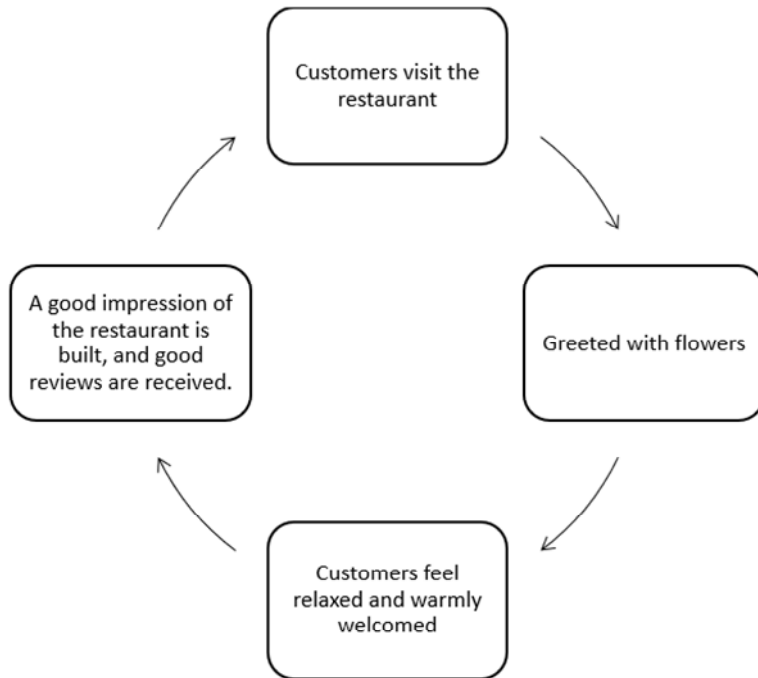 Customers visit the
restaurant
Greeted with flowers
Customers feel
relaxed and warmly
welcomed
A good impression of
the restaurant is
built, and good
reviews are received.